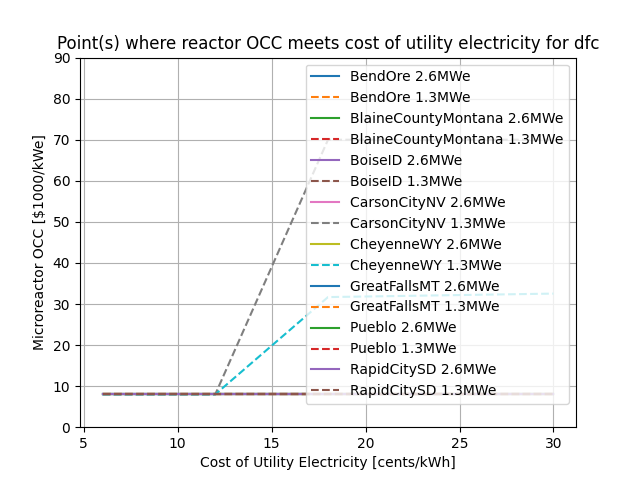 Point(s) where reactor OCC meets cost of utility electricity for dfc
Microreactor OCC [$1000/kWe]
90
80
70
60
50
40
30
20
10
0
BendOre 2.6MWe
BendOre 1.3MWe
BlaineCountyMontana 2.6MWe
BlaineCountyMontana 1.3MWe
BoiseID 2.6MWe
BoiseID 1.3MWe
CarsonCityNV 2.6MWe
CarsonCityNV 1.3MWe
CheyenneWY 2.6MWe
CheyenneWY 1.3MWe
GreatFallsMT 2.6MWe
GreatFallsMT 1.3MWe
Pueblo 2.6MWe
Pueblo 1.3MWe
RapidCitySD 2.6MWe
RapidCitySD 1.3MWe
5 10 15 20 25 30
Cost of Utility Electricity [cents/kWh]